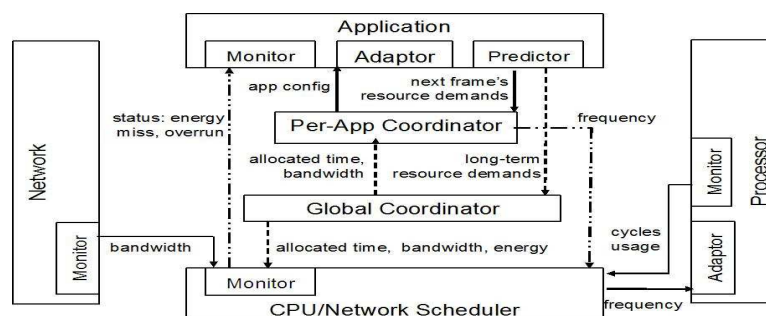 Application
Monitor
Adaptor
Predictor
app config
next frame's
resource demands
status: energy
miss, overrun
Per-App Coordinator
frequency
allocated time,
bandwidth
long-term
resource demands
Network
Monitor
Processor
Monitor
Adaptor
Global Coordinator
bandwidth
allocated time, bandwidth, energy
cycles
usage
Monitor
CPU/Network Scheduler
frequency